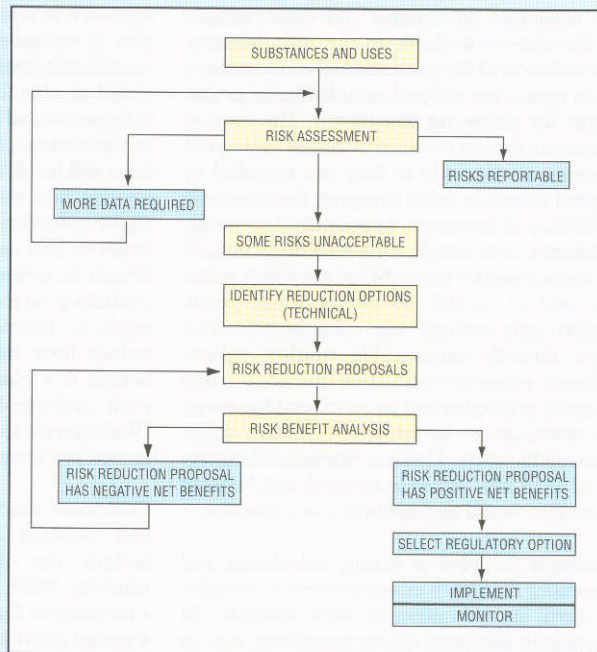 SUBSTANCES AND USES
RISK ASSESSMENT
RISKS REPORTABLE
MORE DATA REQUIRED
SOME RISKS UNACCEPTABLE
IDENTIFY REDUCTION OPTIONS
(TECHNICAL)
RISK REDUCTION PROPOSALS
RISK BENEFIT ANALYSIS
RISK REDUCTION PROPOSAL
HAS NEGATIVE NET BENEFITS
RISK REDUCTION PROPOSAL
HAS POSITIVE NET BENEFITS
SELECT REGULATORY OPTION
IMPLEMENT
MONITOR